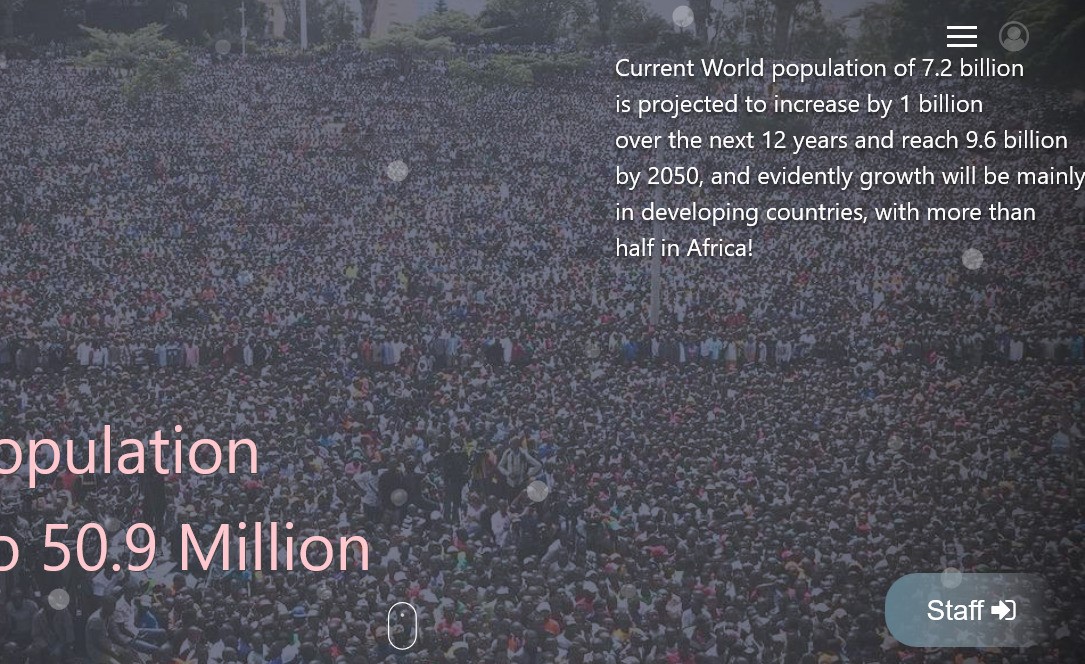 Current World population of 7.2 billion
is projected to increase by 1 billion
over the next 12 years and reach 9.6 billion
by 2050, and evidently growth will be mainly
in developing countries, with more than
half in Africa!
opulation
o 50.9 Million
Staff